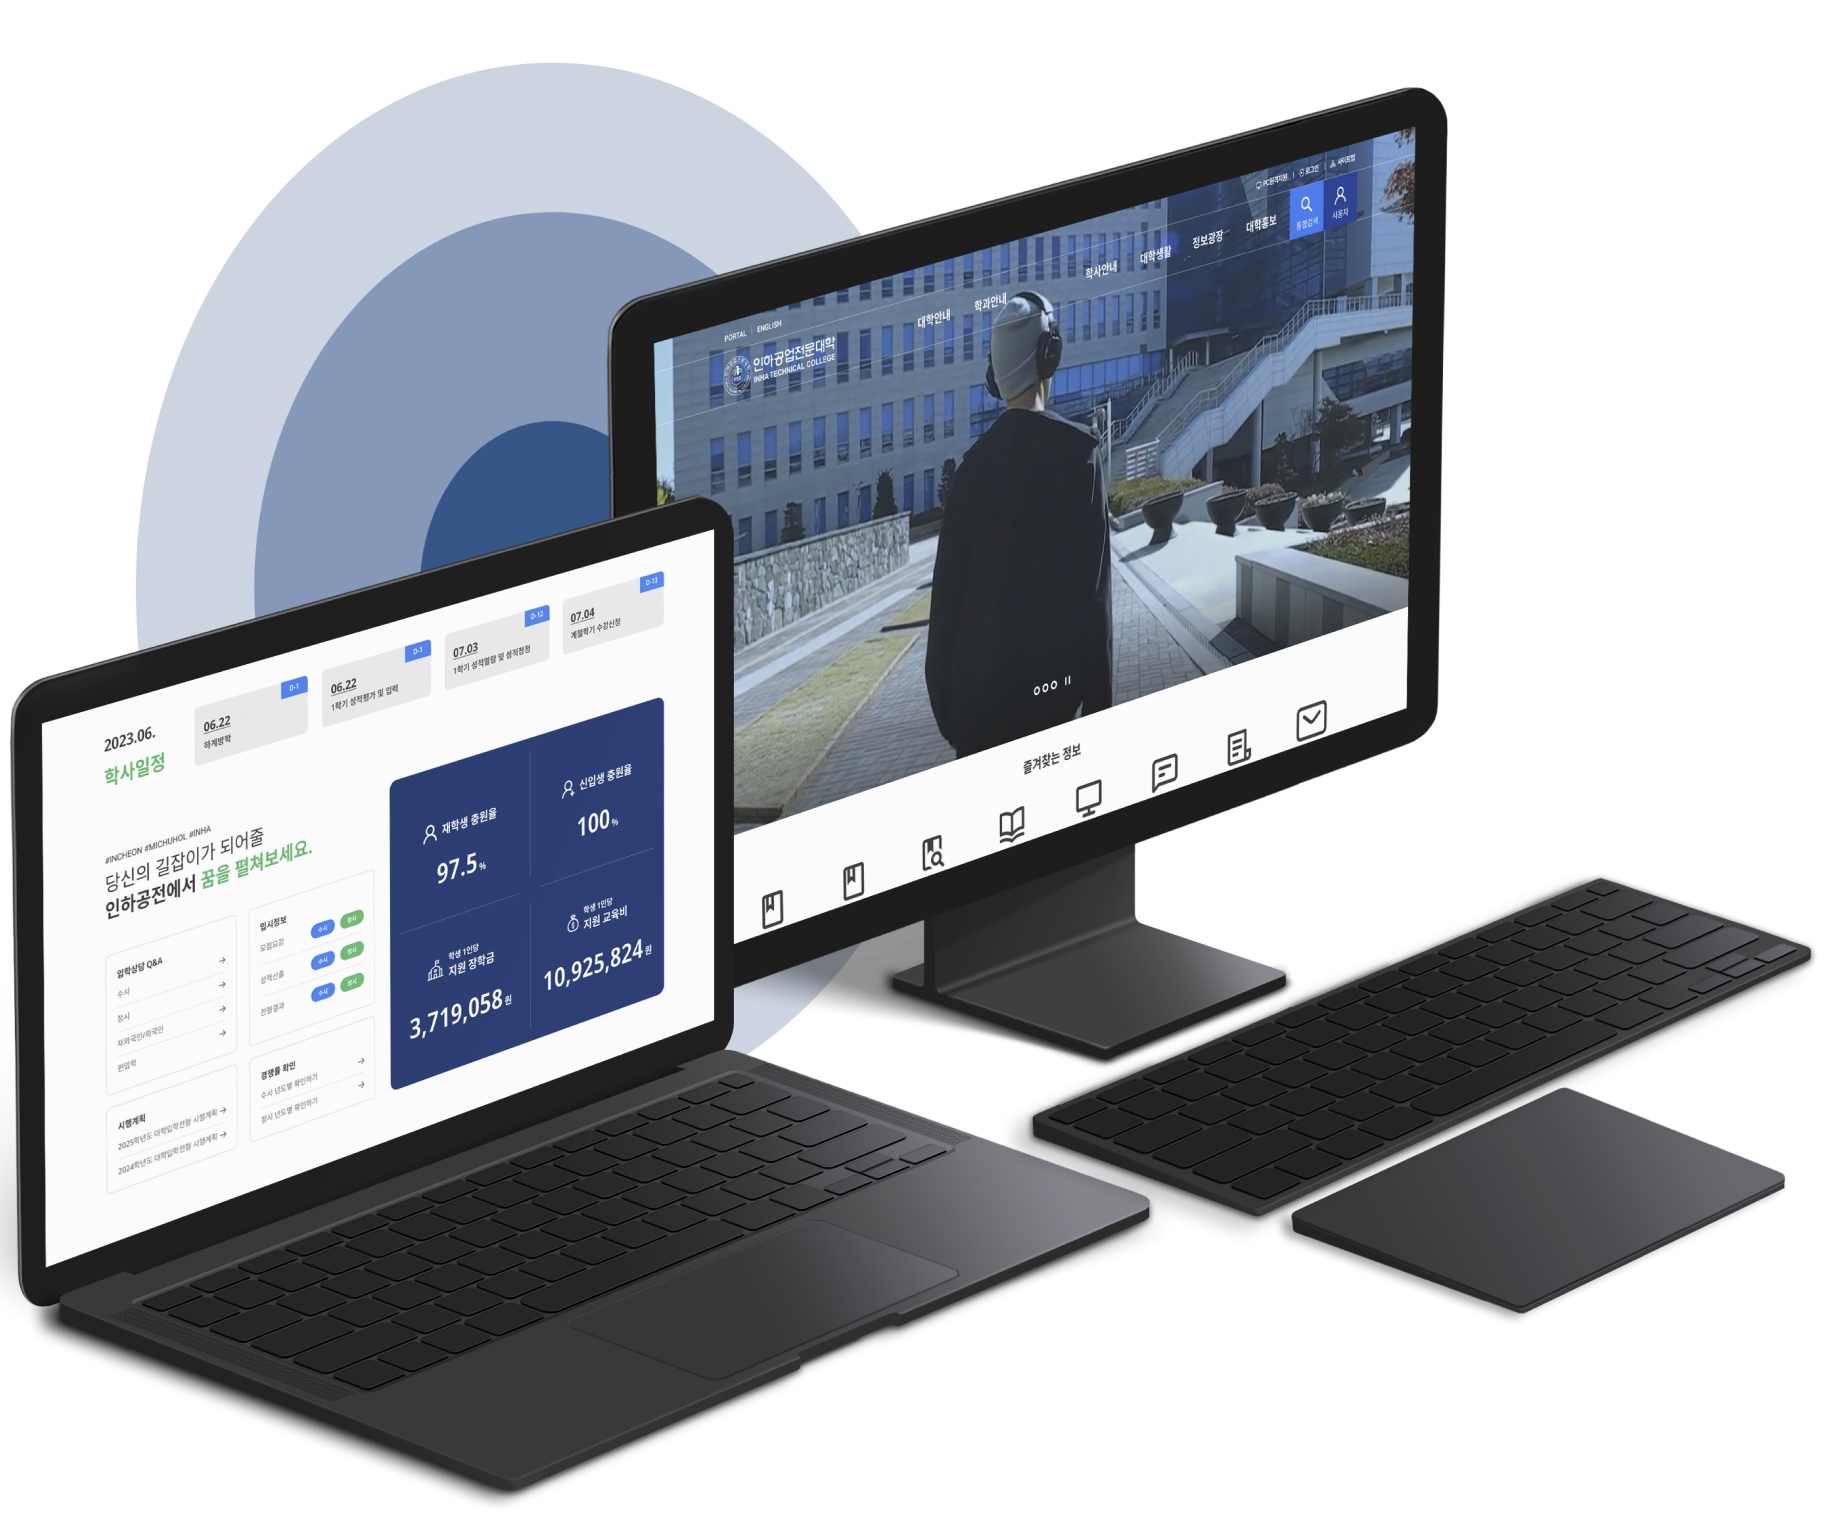 PC원격지원 | 로그인 | 사이트맵
PORTAL | ENGLISH
인하공업전문대학
INHA TECHNICAL COLLEGE
대학안내
학과안내
학사안내
대학생활
정보광장
대학홍보
통합검색
사용자
즐겨찾는 정보
2023.06.
학사일정
D-1
06.22
하계방학
D-1
06.22
1학기 성적평가 및 입력
D-12
07.03
1학기 성적열람 및 성적정정
D-13
07.04
계절학기 수강신청
#INCHEON #MICHUHOL #INHA
당신의 길잡이가 되어줄
인하공전에서 꿈을 펼쳐보세요.
입학상담 Q&A
수시
정시
재외국민/외국인
편입학
입시정보
모집요강 수시 정시
성적산출 수시 정시
전형결과 수시 정시
시행계획
2025학년도 대학입학전형 시행계획
2024학년도 대학입학전형 시행계획
경쟁률 확인
수시 년도별 확인하기
정시 년도별 확인하기
재학생 충원율
97.5 %
신입생 충원율
100 %
학생 1인당
지원 장학금
3,719,058 원
학생 1인당
지원 교육비
10,925,824 원